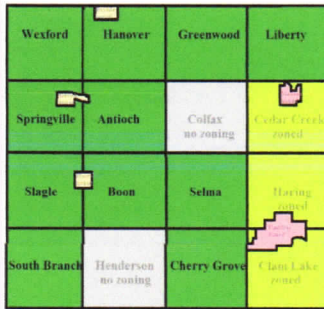 Wexford
Hanover
Greenwood
Liberty
Springville
Antioch
Colfax
no zoning
Cedar Creek
zoned
Slagle
Boon
Selma
Haring
zoned
South Branch
Henderson
no zoning
Cherry Grove
Clam Lake
zoned